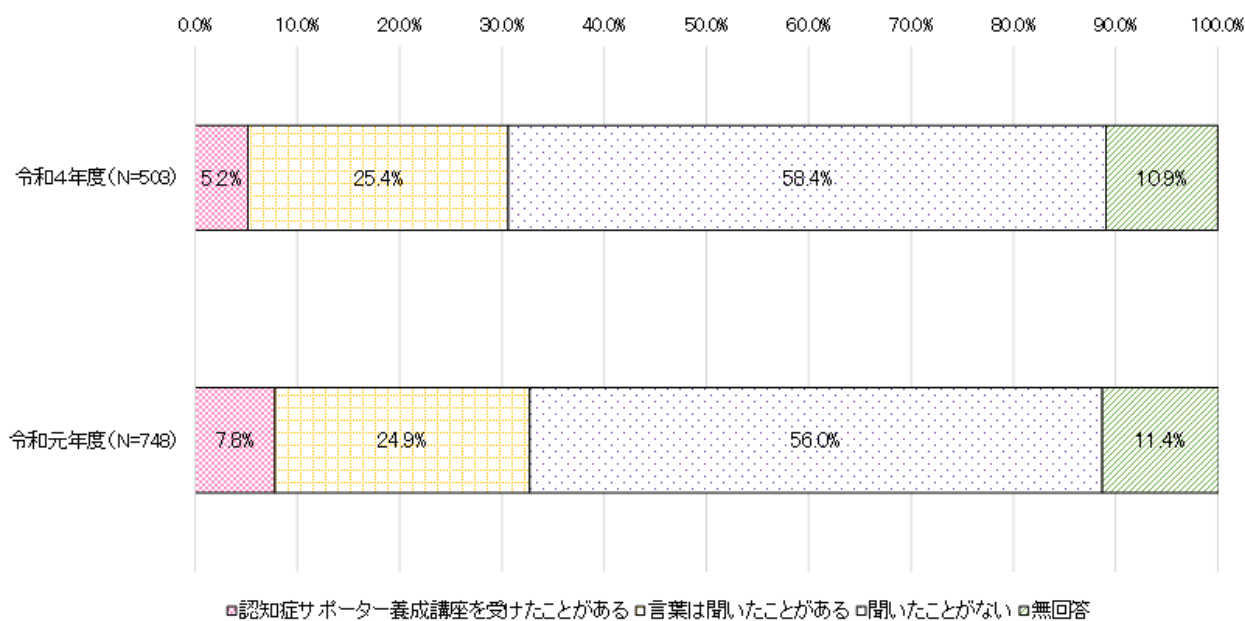 0.0% 10.0% 20.0% 30.0% 40.0% 50.0% 60.0% 70.0% 80.0% 90.0% 100.0%
令和4年度(N=503) 5.2% 25.4% 58.4% 10.9%
令和元年度(N=748) 7.8% 24.9% 56.0% 11.4%
認知症サポーター養成講座を受けたことがある 言葉は聞いたことがある 聞いたことがない 無回答